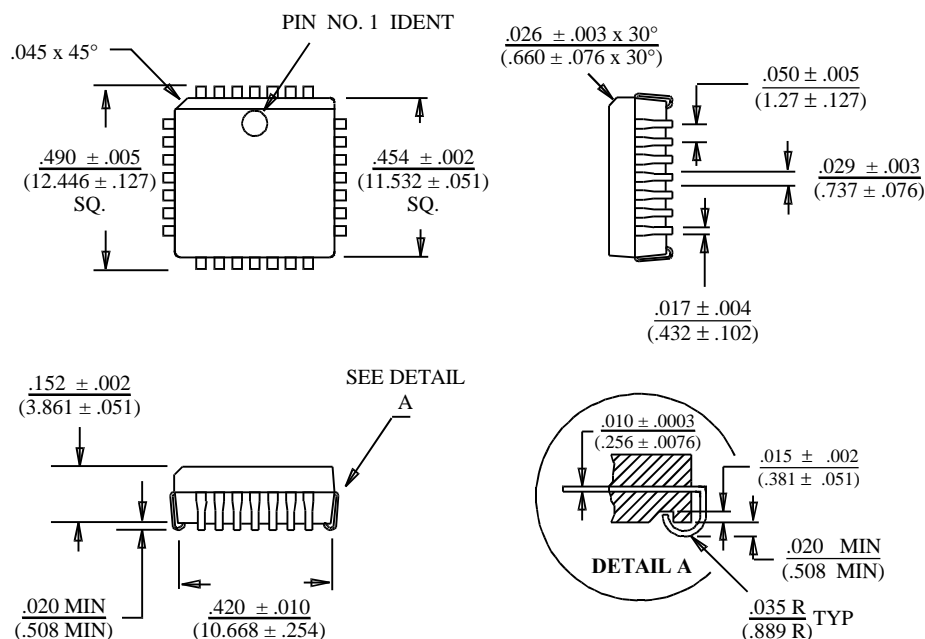 PIN NO. 1 IDENT
.045 x 45°
.026 ± .003 x 30°
(.660 ± .076 x 30°)
.050 ± .005
(1.27 ± .127)
.490 ± .005
(12.446 ± .127)
SQ.
.454 ± .002
(11.532 ± .051)
SQ.
.029 ± .003
(.737 ± .076)
.017 ± .004
(.432 ± .102)
.152 ± .002
(3.861 ± .051)
SEE DETAIL
A
.010 ± .0003
(.256 ± .0076)
.015 ± .002
(.381 ± .051)
DETAIL A
.020 MIN
(.508 MIN)
.020 MIN
(.508 MIN)
.420 ± .010
(10.668 ± .254)
.035 R TYP
(.889 R)